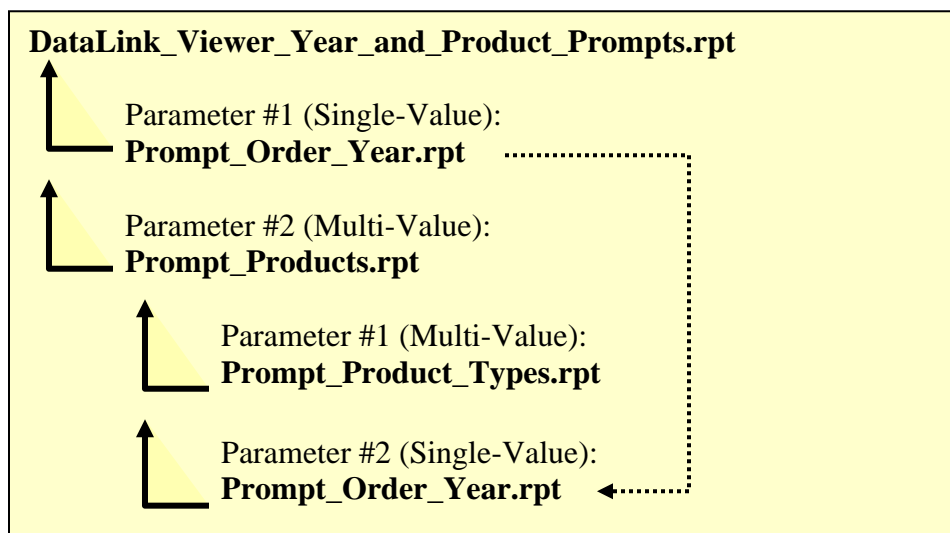 DataLink_Viewer_Year_and_Product_Prompts.rpt
Parameter #1 (Single-Value):
Prompt_Order_Year.rpt
Parameter #2 (Multi-Value):
Prompt_Products.rpt
Parameter #1 (Multi-Value):
Prompt_Product_Types.rpt
Parameter #2 (Single-Value):
Prompt_Order_Year.rpt